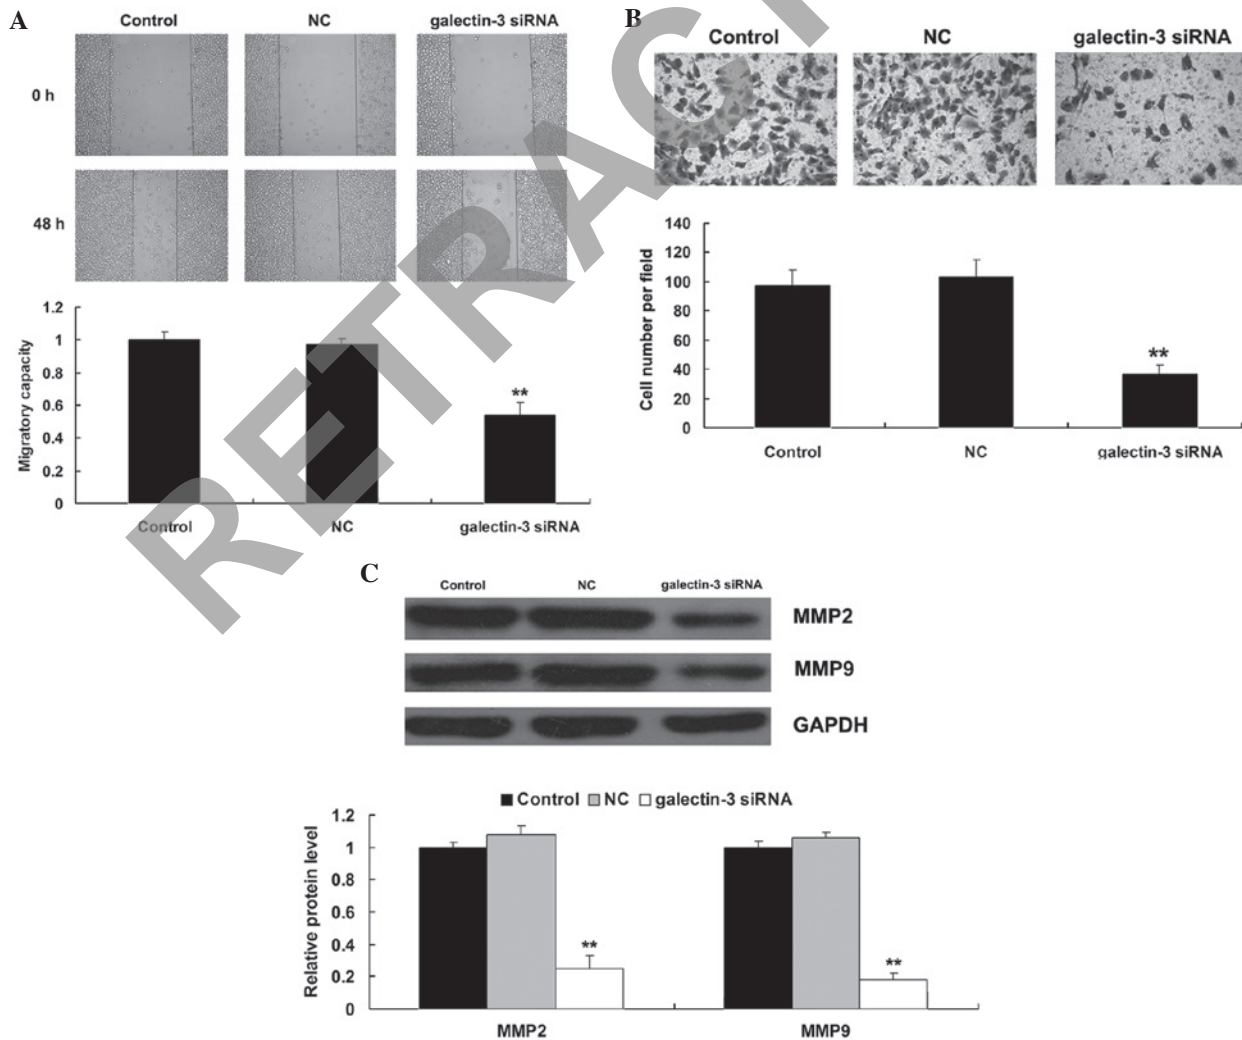 A
Control NC galectin-3 siRNA
0 h
48 h
1.2
1
0.8
0.6
0.4
0.2
0
Migratory capacity
**
Control NC galectin-3 siRNA
B
Control NC galectin-3 siRNA
140
120
100
80
60
40
20
0
Cell number per field
**
Control NC galectin-3 siRNA
C
Control NC galectin-3 siRNA
MMP2
MMP9
GAPDH
Control NC galectin-3 siRNA
1.2
1
0.8
0.6
0.4
0.2
0
Relative protein level
**
**
MMP2 MMP9
RETRAC